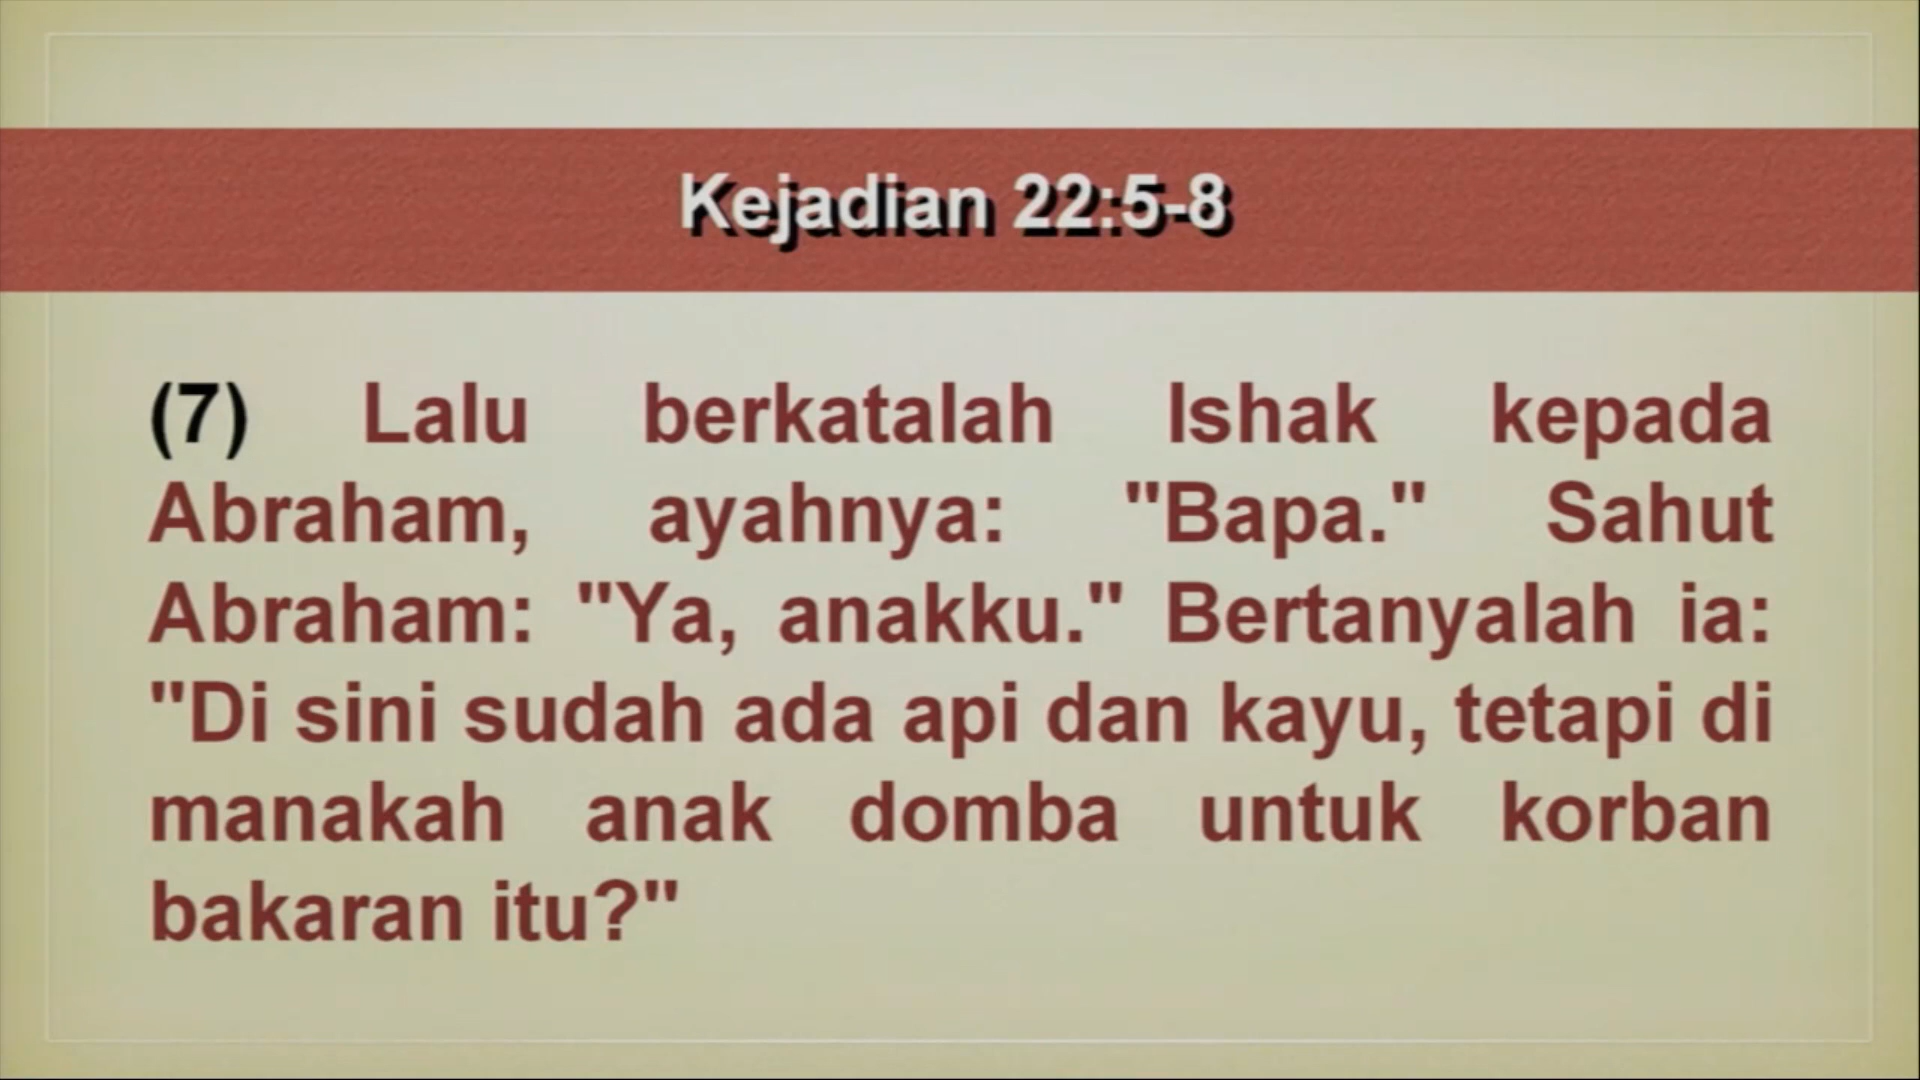 Kejadian 22:5-8
(7) Lalu berkatalah Ishak kepada
Abraham, ayahnya: "Bapa." Sahut
Abraham: "Ya, anakku." Bertanyalah ia:
"Di sini sudah ada api dan kayu, tetapi di
manakah anak domba untuk korban
bakaran itu?"